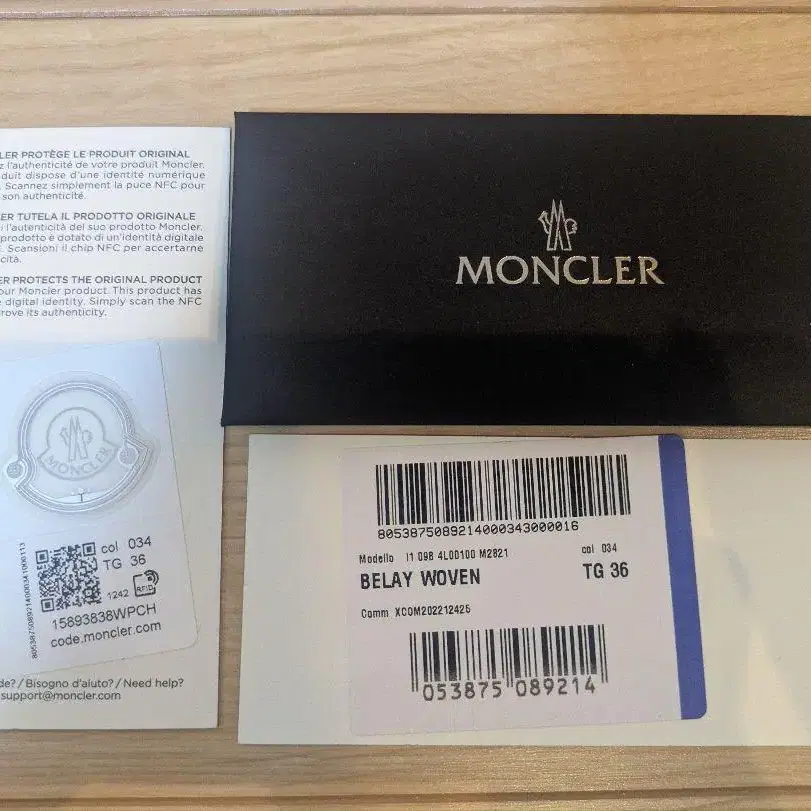 LER PROTÈGE LE PRODUIT ORIGINAL
z l'authenticité de votre produit Moncler.
duit dispose d'une identité numérique
. Scannez simplement la puce NFC pour
son authenticité.
ER TUTELA IL PRODOTTO ORIGINALE
i l'autenticità del suo prodotto Moncler.
prodotto è dotato di un'identità digitale
. Scansioni il chip NFC per accertarne
cità.
ER PROTECTS THE ORIGINAL PRODUCT
our Moncler product. This product has
e digital identity. Simply scan the NFC
rove its authenticity.
MONCLER
col 034
TG 36
1242
RFID
15893838WPCH
code.moncler.com
de? / Bisogno d'aiuto? / Need help?
support@moncler.com
MONCLER
8053875089214000343000016
Modello I1 09B 4L00100 M2821 col 034
BELAY WOVEN TG 36
Comm XCOM202212425
053875 089214